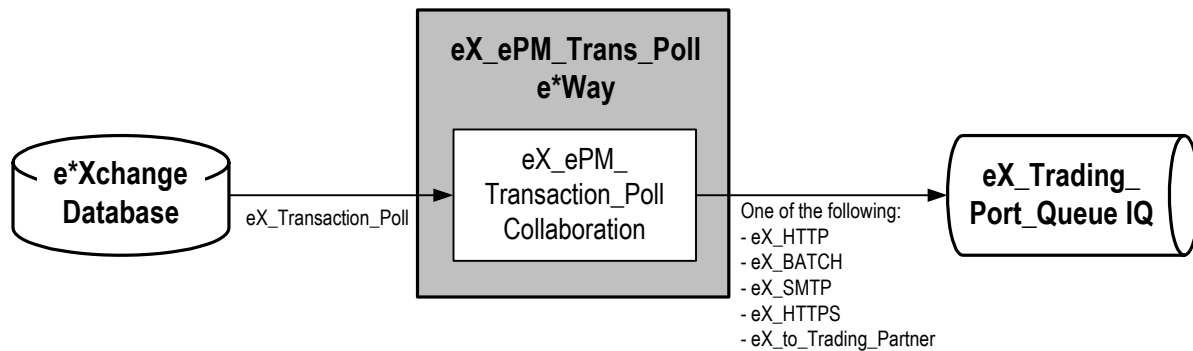 eX_ePM_Trans_Poll
e*Way
e*Xchange
Database
eX_Transaction_Poll
eX_ePM_
Transaction_Poll
Collaboration
One of the following:
- eX_HTTP
- eX_BATCH
- eX_SMTP
- eX_HTTPS
- eX_to_Trading_Partner
eX_Trading_
Port_Queue IQ